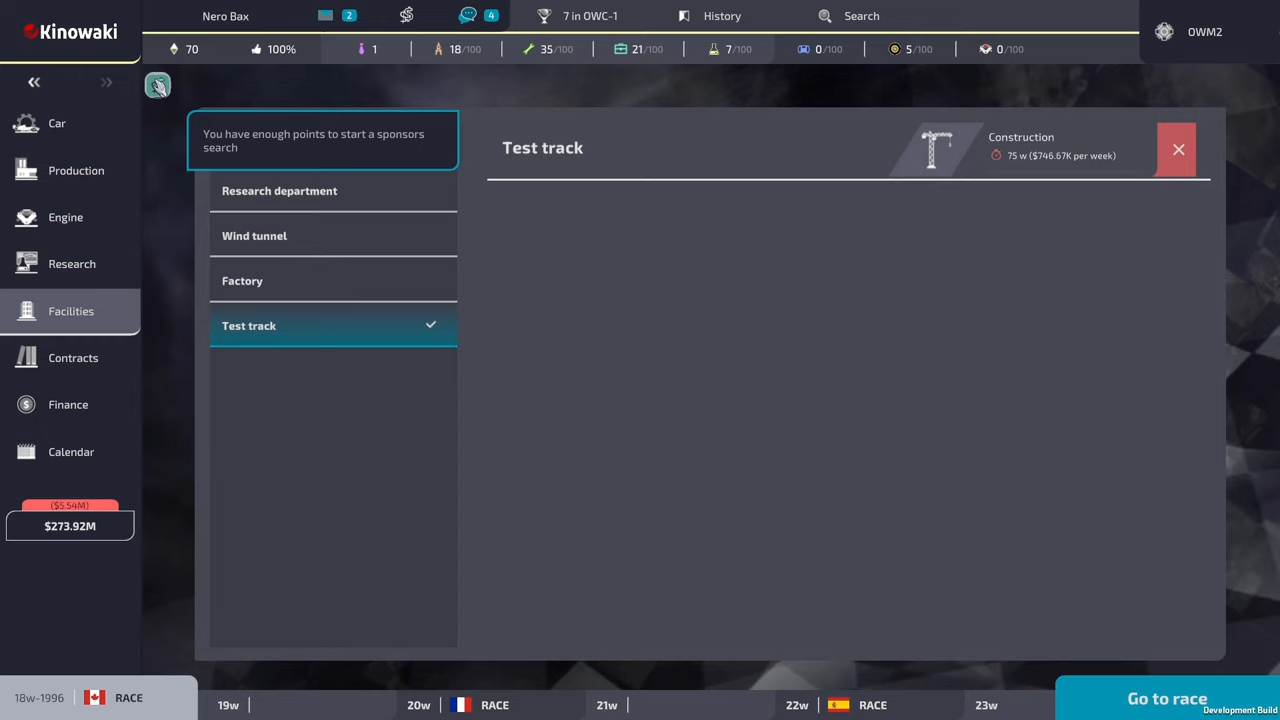 Kinowaki
Nero Bax
2
4
7 in OWC-1
History
Search
OWM2
70
100%
1
18/100
35/100
21/100
7/100
0/100
5/100
0/100
Car
Production
Engine
Research
Facilities
Contracts
Finance
Calendar
($5.54M)
$273.92M
You have enough points to start a sponsors
search
Research department
Wind tunnel
Factory
Test track
Test track
Construction
75 w ($746.67K per week)
18w-1996
RACE
19w
20w
RACE
21w
22w
RACE
23w
Go to race
Development Build